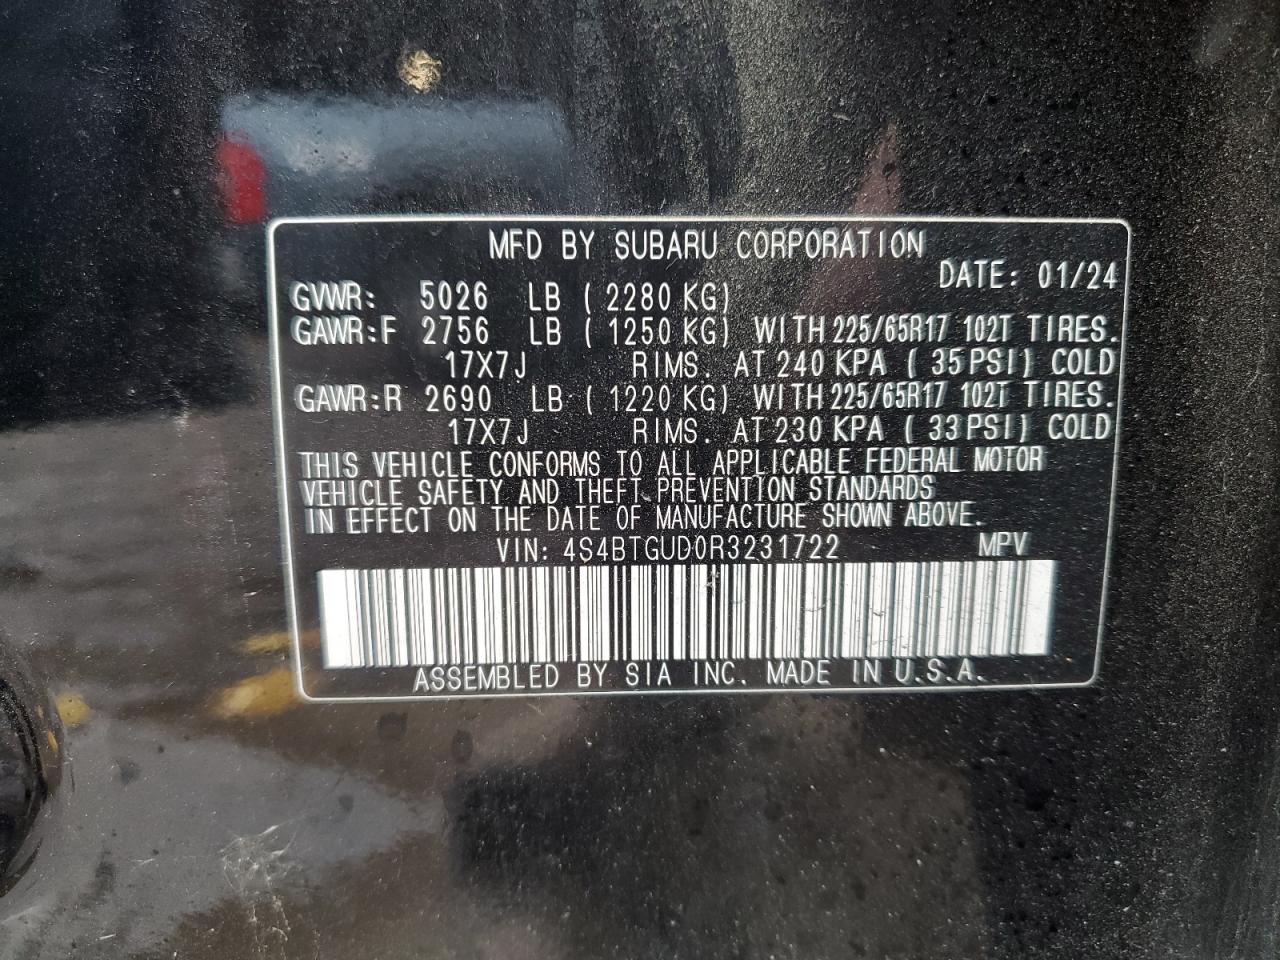 MFD BY SUBARU CORPORATION
DATE: 01/24
GVWR: 5026 LB (2280 KG)
GAWR:F 2756 LB (1250 KG) WITH 225/65R17 102T TIRES.
17X7J RIMS. AT 240 KPA (35 PSI) COLD
GAWR:R 2690 LB (1220 KG) WITH 225/65R17 102T TIRES.
17X7J RIMS. AT 230 KPA (33 PSI) COLD
THIS VEHICLE CONFORMS TO ALL APPLICABLE FEDERAL MOTOR
VEHICLE SAFETY AND THEFT PREVENTION STANDARDS
IN EFFECT ON THE DATE OF MANUFACTURE SHOWN ABOVE.
VIN: 4S4BTGUD0R3231722 MPV
ASSEMBLED BY SIA INC. MADE IN U.S.A.